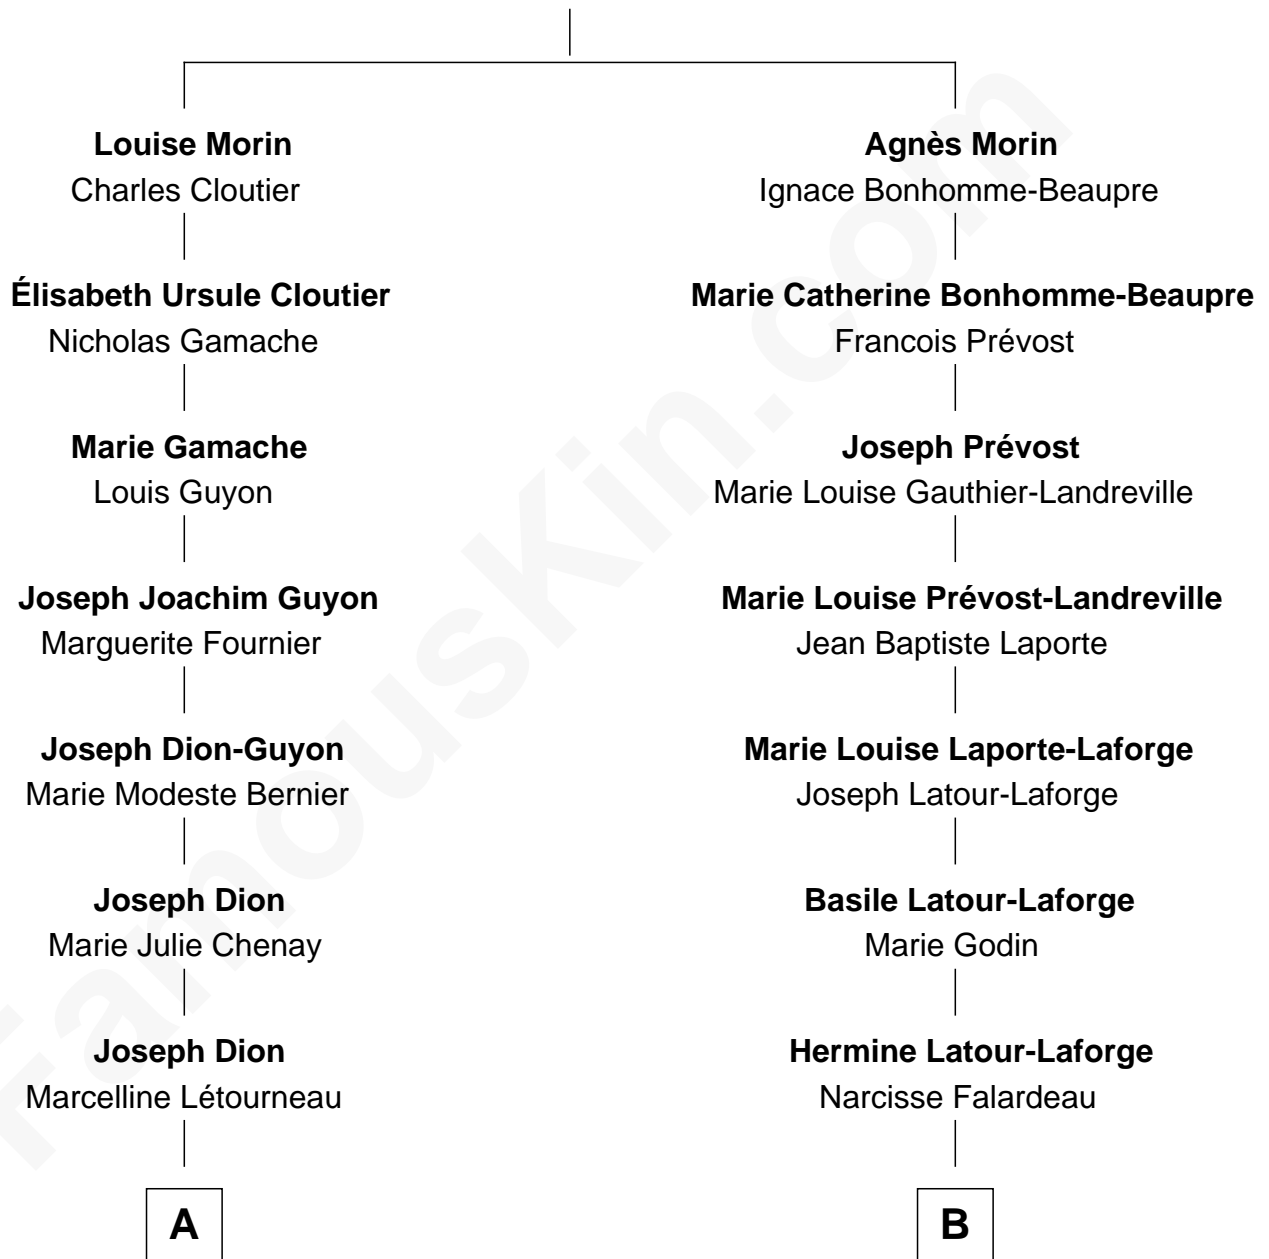 Louise Morin
Charles Cloutier
Élisabeth Ursule Cloutier
Nicholas Gamache
Marie Gamache
Louis Guyon
Joseph Joachim Guyon
Marguerite Fournier
Joseph Dion-Guyon
Marie Modeste Bernier
Joseph Dion
Marie Julie Chenay
Joseph Dion
Marcelline Létourneau
A
Agnès Morin
Ignace Bonhomme-Beaupre
Marie Catherine Bonhomme-Beaupre
Francois Prévost
Joseph Prévost
Marie Louise Gauthier-Landreville
Marie Louise Prévost-Landreville
Jean Baptiste Laporte
Marie Louise Laporte-Laforge
Joseph Latour-Laforge
Basile Latour-Laforge
Marie Godin
Hermine Latour-Laforge
Narcisse Falardeau
B
FamousKin.com